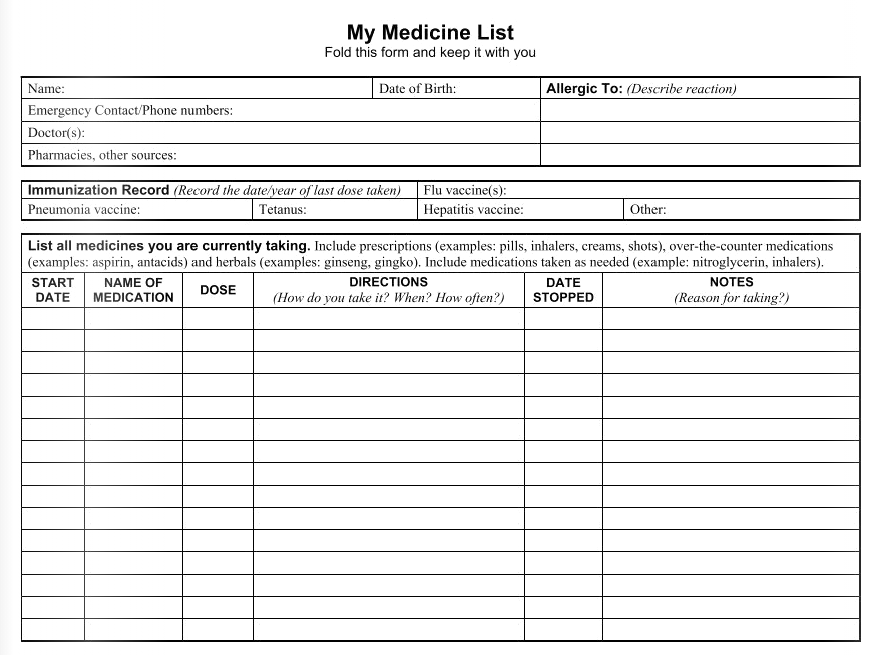 My Medicine List
Fold this form and keep it with you
Name: Date of Birth: Allergic To: (Describe reaction)
Emergency Contact/Phone numbers:
Doctor(s):
Pharmacies, other sources:
Immunization Record (Record the date/year of last dose taken) Flu vaccine(s):
Pneumonia vaccine: Tetanus: Hepatitis vaccine: Other:
List all medicines you are currently taking. Include prescriptions (examples: pills, inhalers, creams, shots), over-the-counter medications
(examples: aspirin, antacids) and herbals (examples: ginseng, gingko). Include medications taken as needed (example: nitroglycerin, inhalers).
START DATE NAME OF MEDICATION DOSE DIRECTIONS (How do you take it? When? How often?) DATE STOPPED NOTES (Reason for taking?)